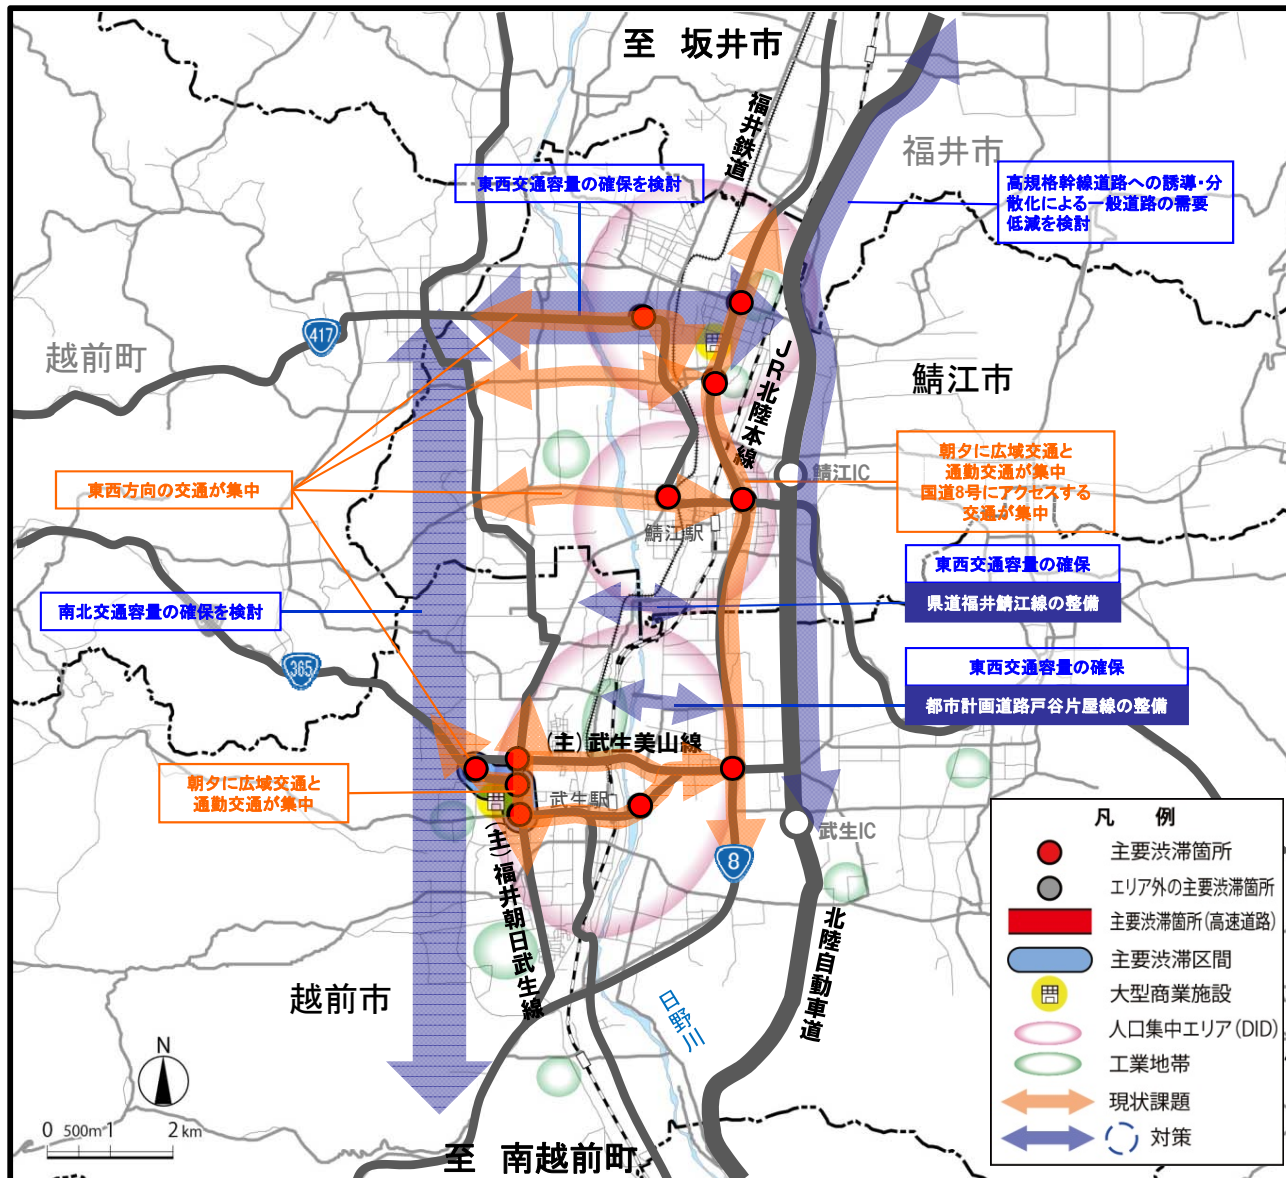 至 坂井市
福井鉄道
福井市
東西交通容量の確保を検討
高規格幹線道路への誘導・分
散化による一般道路の需要
低減を検討
417
越前町
JR北陸本線
鯖江市
朝夕に広域交通と
通勤交通が集中
国道8号にアクセスする
交通が集中
鯖江IC
東西方向の交通が集中
鯖江駅
東西交通容量の確保
県道福井鯖江線の整備
南北交通容量の確保を検討
365
東西交通容量の確保
都市計画道路戸谷片屋線の整備
(主)武生美山線
朝夕に広域交通と
通勤交通が集中
武生駅
武生IC
8
(主)福井朝日武生線
北陸自動車道
越前市
日野川
N
0 500m 1 2 km
至 南越前町
凡 例
主要渋滞箇所
エリア外の主要渋滞箇所
主要渋滞箇所(高速道路)
主要渋滞区間
大型商業施設
人口集中エリア(DID)
工業地帯
現状課題
対策